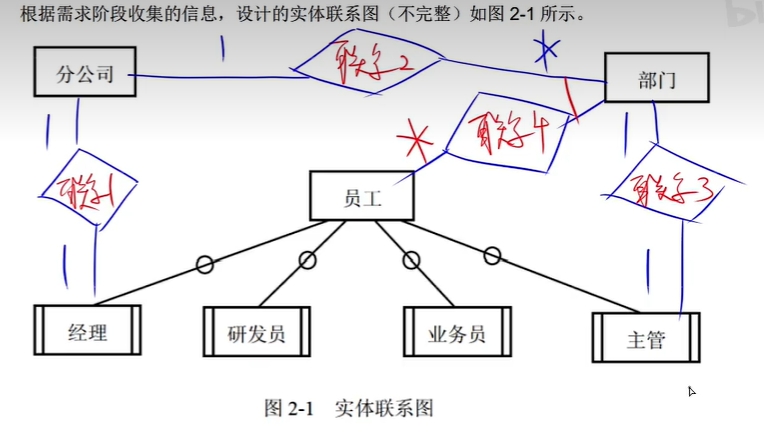 根据需求阶段收集的信息，设计的实体联系图（不完整）如图 2-1 所示。
1
*
分公司
联系2
部门
1
*
联系4
1
1
联系1
员工
联系3
1
1
经理
研发员
业务员
主管
图 2-1 实体联系图